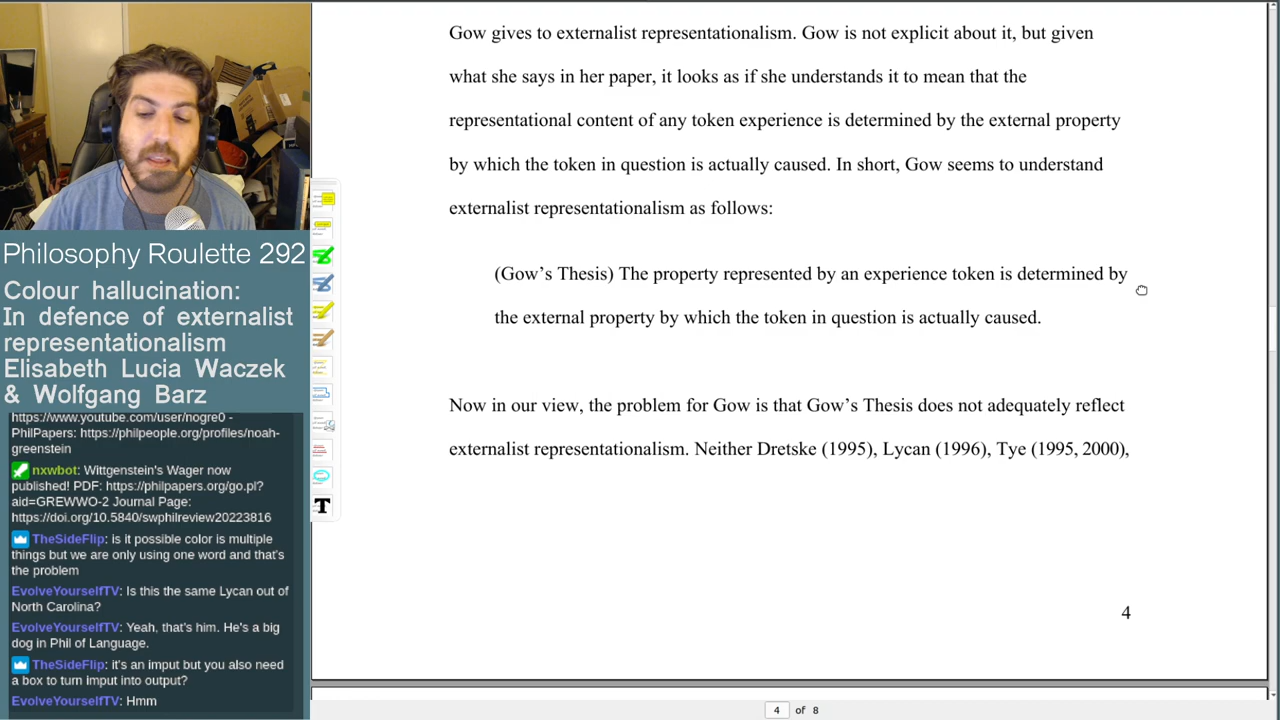 Gow gives to externalist representationalism. Gow is not explicit about it, but given
what she says in her paper, it looks as if she understands it to mean that the
representational content of any token experience is determined by the external property
by which the token in question is actually caused. In short, Gow seems to understand
externalist representationalism as follows:
(Gow's Thesis) The property represented by an experience token is determined by
the external property by which the token in question is actually caused.
Now in our view, the problem for Gow is that Gow's Thesis does not adequately reflect
externalist representationalism. Neither Dretske (1995), Lycan (1996), Tye (1995, 2000),
4
4 of 8
T
Philosophy Roulette 292
Colour hallucination:
In defence of externalist
representationalism
Elisabeth Lucia Waczek
& Wolfgang Barz
https://www.youtube.com/user/nogre0 -
PhilPapers: https://philpeople.org/profiles/noah-
greenstein
nxwbot: Wittgenstein's Wager now
published! PDF: https://philpapers.org/go.pl?
aid=GREWWO-2 Journal Page:
https://doi.org/10.5840/swphilreview20223816
TheSideFlip: is it possible color is multiple
things but we are only using one word and that's
the problem
EvolveYourselfTV: Is this the same Lycan out of
North Carolina?
EvolveYourselfTV: Yeah, that's him. He's a big
dog in Phil of Language.
TheSideFlip: it's an imput but you also need
a box to turn imput into output?
EvolveYourselfTV: Hmm